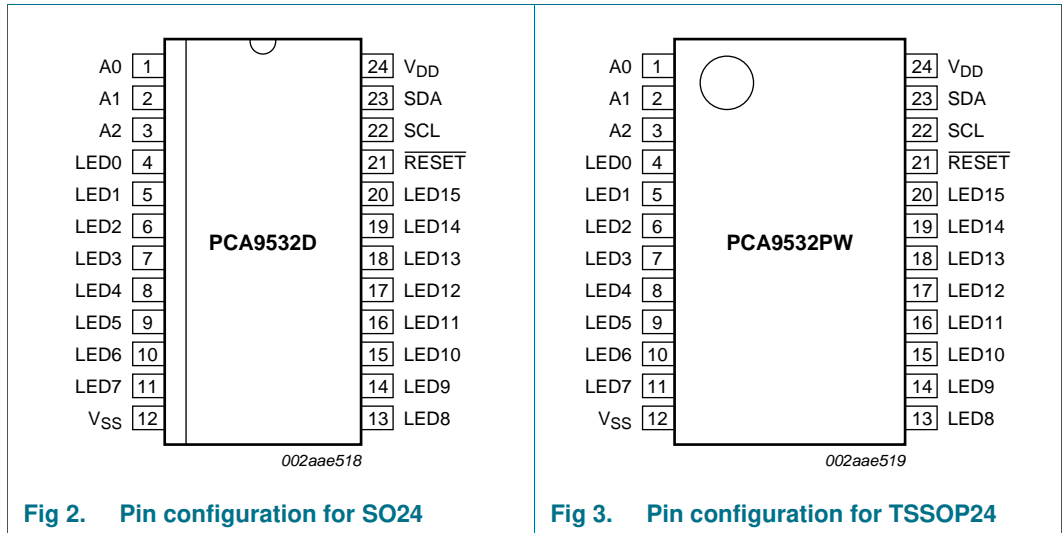 A0 1
A1 2
A2 3
LED0 4
LED1 5
LED2 6
LED3 7
LED4 8
LED5 9
LED6 10
LED7 11
VSS 12
PCA9532D
24 VDD
23 SDA
22 SCL
21 RESET
20 LED15
19 LED14
18 LED13
17 LED12
16 LED11
15 LED10
14 LED9
13 LED8
002aae518
Fig 2. Pin configuration for SO24
A0 1
A1 2
A2 3
LED0 4
LED1 5
LED2 6
LED3 7
LED4 8
LED5 9
LED6 10
LED7 11
VSS 12
PCA9532PW
24 VDD
23 SDA
22 SCL
21 RESET
20 LED15
19 LED14
18 LED13
17 LED12
16 LED11
15 LED10
14 LED9
13 LED8
002aae519
Fig 3. Pin configuration for TSSOP24